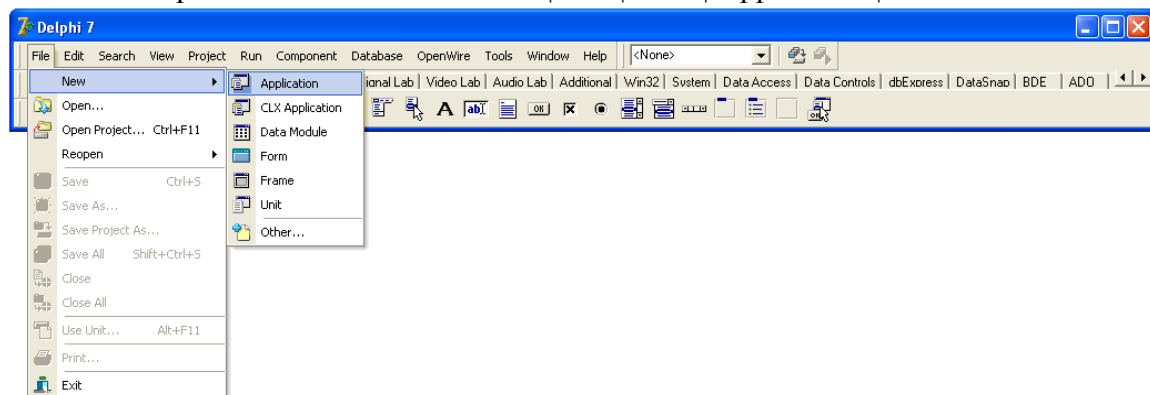 Delphi 7
File Edit Search View Project Run Component Database OpenWire Tools Window Help <None>
ional Lab Video Lab Audio Lab Additional Win32 System Data Access Data Controls dbExpress DataSnap BDE ADO
New
Open...
Open Project... Ctrl+F11
Reopen
Save Ctrl+S
Save As...
Save Project As...
Save All Shift+Ctrl+S
Close
Close All
Use Unit... Alt+F11
Print...
Exit
Application
CLX Application
Data Module
Form
Frame
Unit
Other...